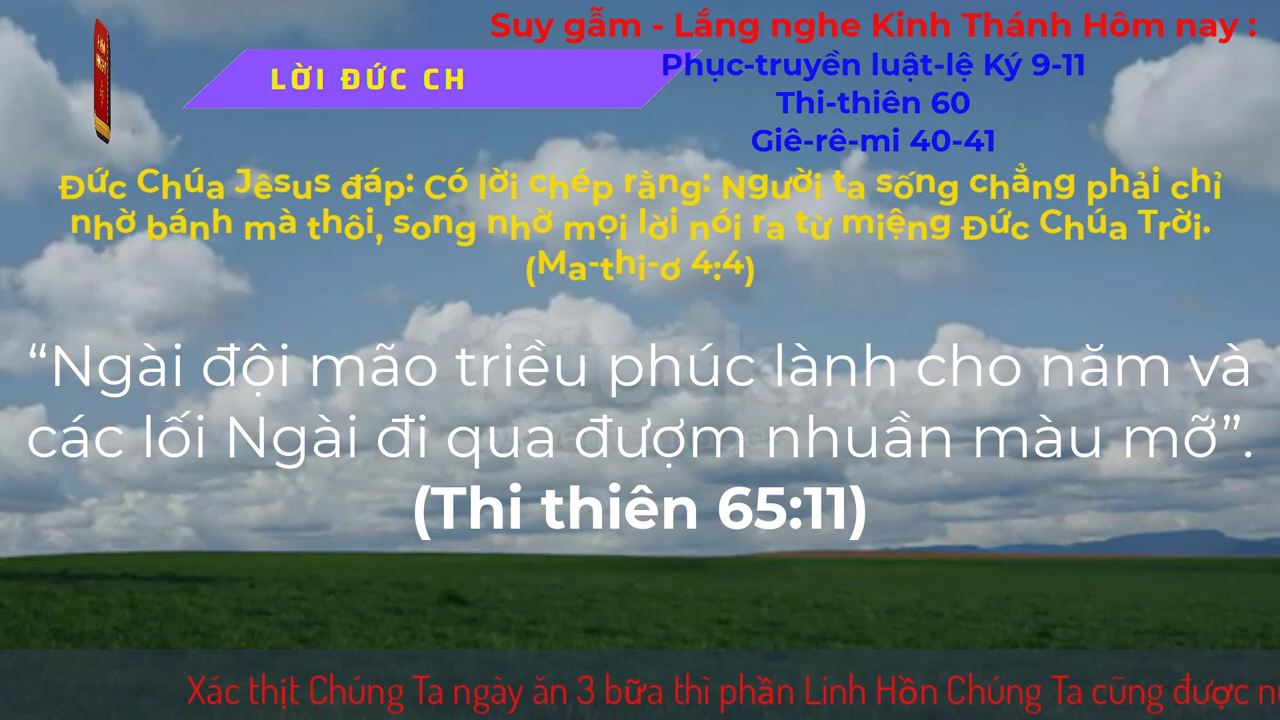 Suy gẫm - Lắng nghe Kinh Thánh Hôm nay :
LỜI ĐỨC CH
Phục-truyền luật-lệ Ký 9-11
Thi-thiên 60
Giê-rê-mi 40-41
Đức Chúa Jêsus đáp: Có lời chép rằng: Người ta sống chẳng phải chỉ
nhờ bánh mà thôi, song nhờ mọi lời nói ra từ miệng Đức Chúa Trời.
(Ma-thi-ơ 4:4)
“Ngài đội mão triều phúc lành cho năm và
các lối Ngài đi qua đượm nhuần màu mỡ”.
(Thi thiên 65:11)
Xác thịt Chúng Ta ngày ăn 3 bữa thì phần Linh Hồn Chúng Ta cũng được